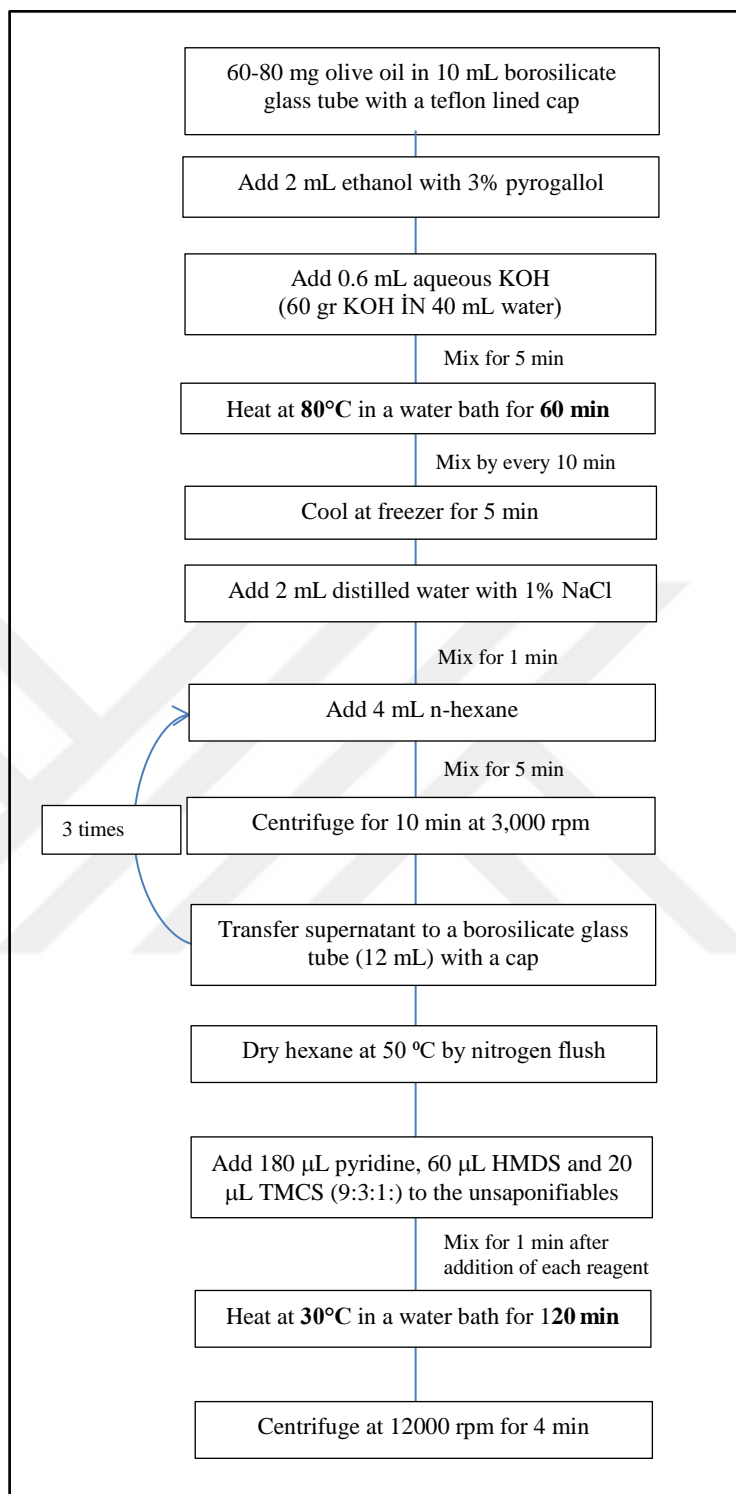 60-80 mg olive oil in 10 mL borosilicate
glass tube with a teflon lined cap
Add 2 mL ethanol with 3% pyrogallol
Add 0.6 mL aqueous KOH
(60 gr KOH İN 40 mL water)
Mix for 5 min
Heat at 80°C in a water bath for 60 min
Mix by every 10 min
Cool at freezer for 5 min
Add 2 mL distilled water with 1% NaCl
Mix for 1 min
Add 4 mL n-hexane
Mix for 5 min
3 times
Centrifuge for 10 min at 3,000 rpm
Transfer supernatant to a borosilicate glass
tube (12 mL) with a cap
Dry hexane at 50 ºC by nitrogen flush
Add 180 µL pyridine, 60 µL HMDS and 20
µL TMCS (9:3:1:) to the unsaponifiables
Mix for 1 min after
addition of each reagent
Heat at 30°C in a water bath for 120 min
Centrifuge at 12000 rpm for 4 min